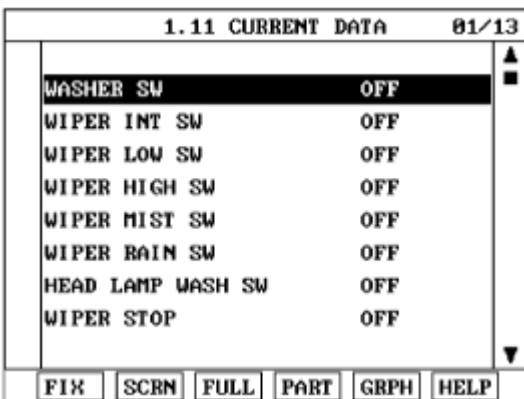 1.11 CURRENT DATA 01/13
WASHER SW OFF
WIPER INT SW OFF
WIPER LOW SW OFF
WIPER HIGH SW OFF
WIPER MIST SW OFF
WIPER RAIN SW OFF
HEAD LAMP WASH SW OFF
WIPER STOP OFF
FIX SCRN FULL PART GRPH HELP